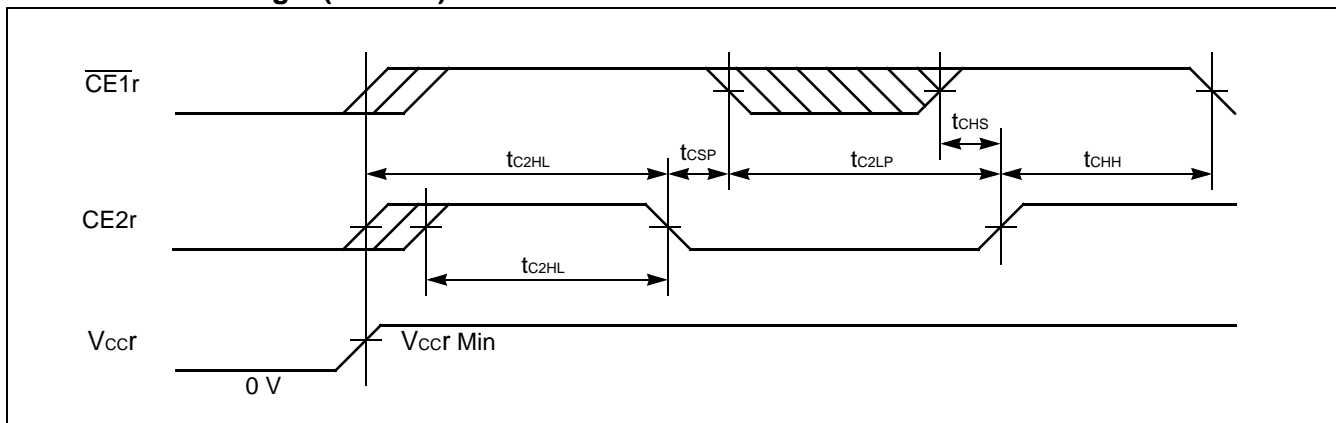 CE1r
tCHS
tC2HL
tCSP
tC2LP
tCHH
CE2r
tC2HL
VCCr
VCCr Min
0 V